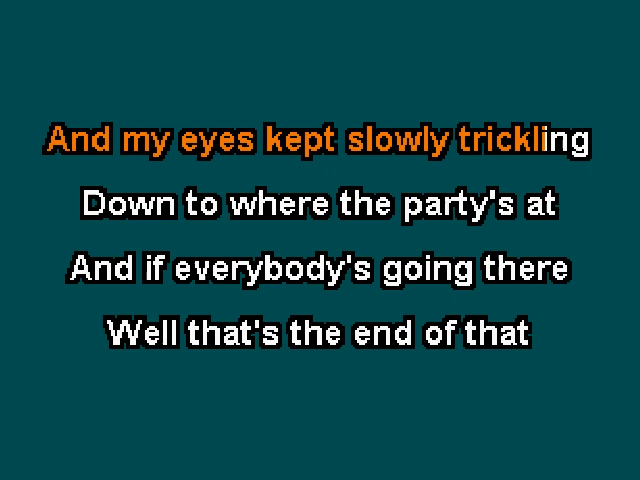 And my eyes kept slowly trickling
Down to where the party's at
And if everybody's going there
Well that's the end of that